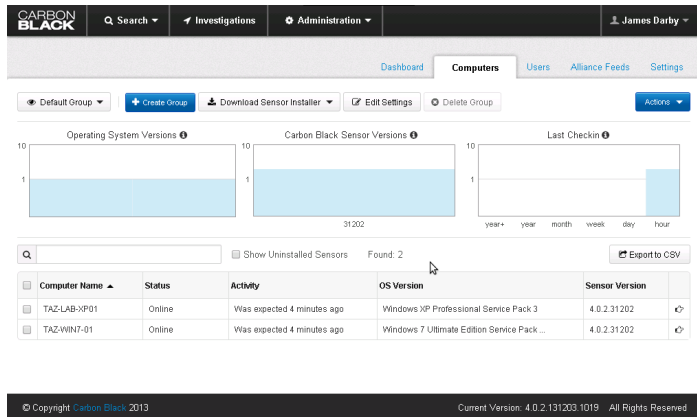 CARBON
BLACK
Search
Investigations
Administration
James Darby
Dashboard
Computers
Users
Alliance Feeds
Settings
Default Group
Create Group
Download Sensor Installer
Edit Settings
Delete Group
Actions
Operating System Versions
Carbon Black Sensor Versions
Last Checkin
10
1
10
1
31202
10
1
year+ year month week day hour
Show Uninstalled Sensors
Found: 2
Export to CSV
Computer Name Status Activity OS Version Sensor Version
TAZ-LAB-XP01 Online Was expected 4 minutes ago Windows XP Professional Service Pack 3 4.0.2.31202
TAZ-WIN7-01 Online Was expected 4 minutes ago Windows 7 Ultimate Edition Service Pack ... 4.0.2.31202
© Copyright Carbon Black 2013
Current Version: 4.0.2.131203.1019 All Rights Reserved